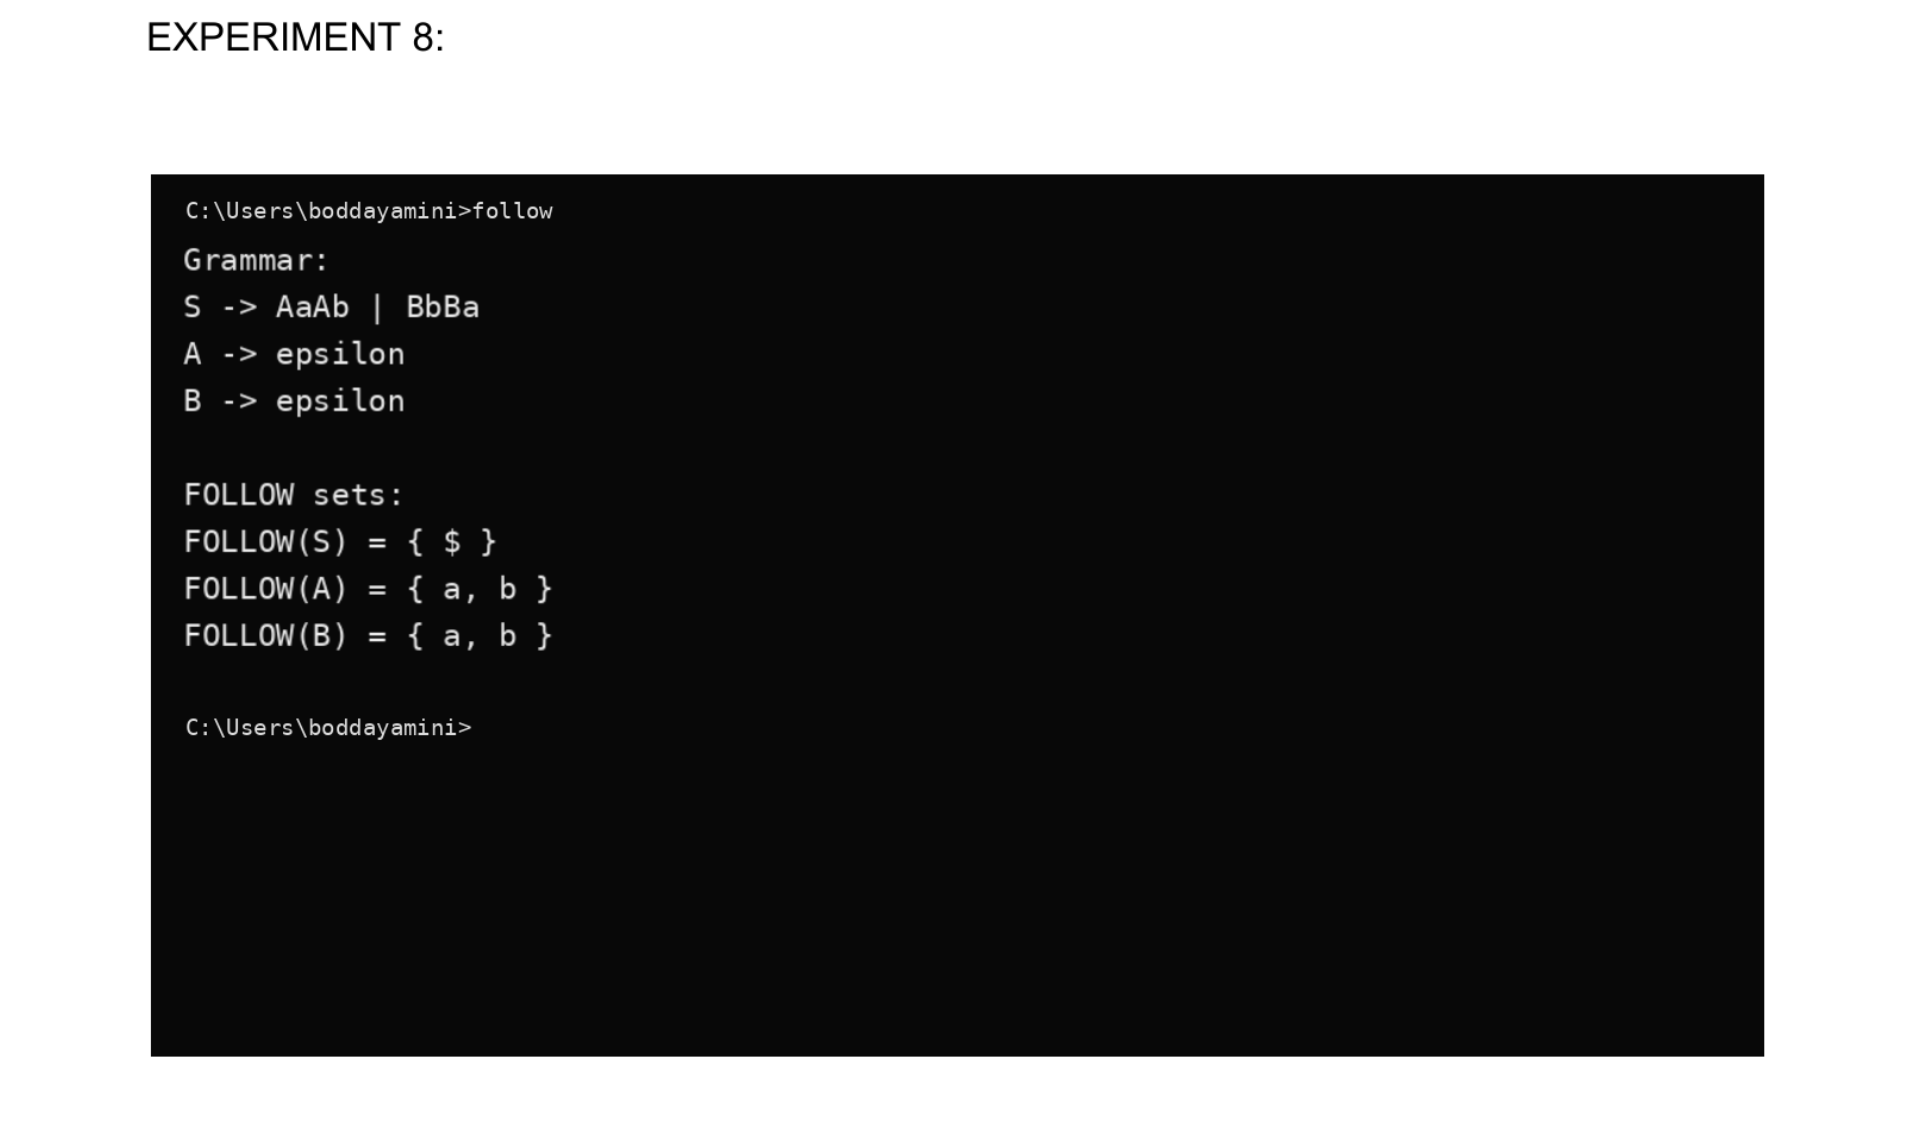 EXPERIMENT 8:
C:\Users\boddayamini>follow
Grammar:
S -> AaAb | BbBa
A -> epsilon
B -> epsilon
FOLLOW sets:
FOLLOW(S) = { $ }
FOLLOW(A) = { a, b }
FOLLOW(B) = { a, b }
C:\Users\boddayamini>